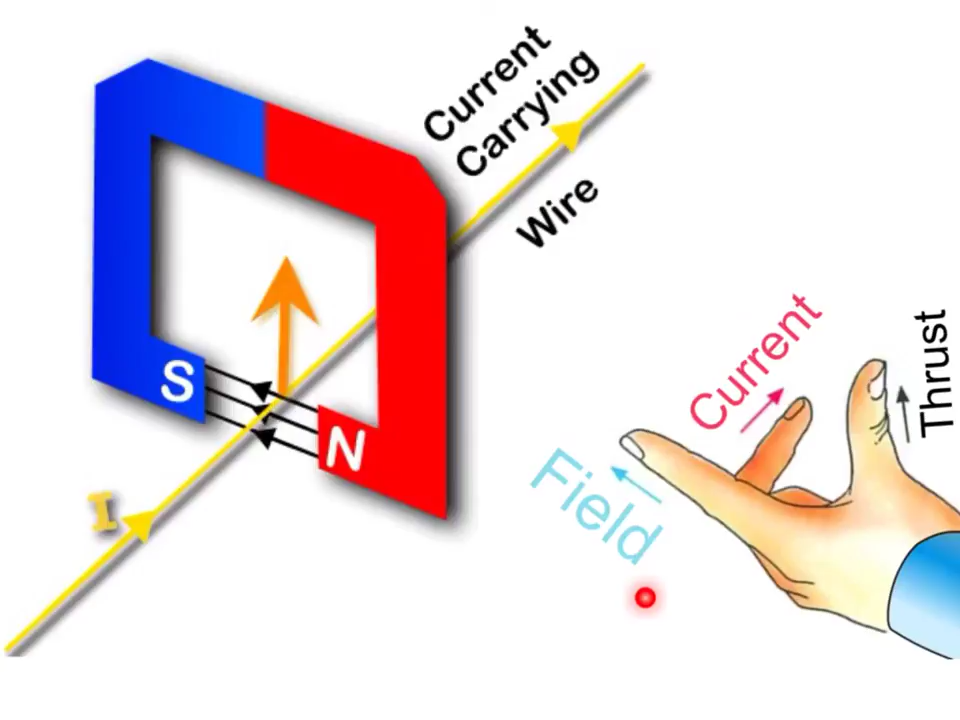 Current
Carrying
Wire
S
N
I
Current
Thrust
Field